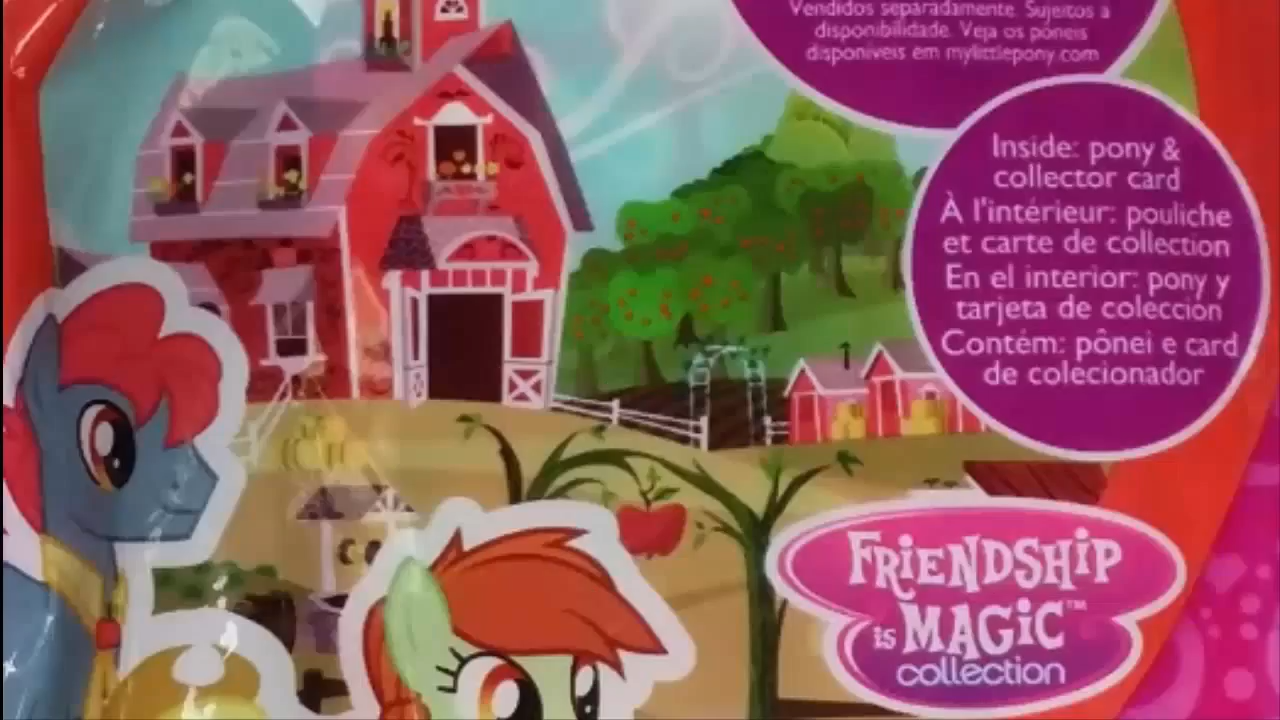 Vendidos separadamente. Sujeitos a
disponibilidade. Veja os pôneis
disponíveis em mylittlepony.com
Inside: pony &
collector card
À l'intérieur: pouliche
et carte de collection
En el interior: pony y
tarjeta de colección
Contém: pônei e card
de colecionador
FRiENDSHiP
is MAGiC™
collection